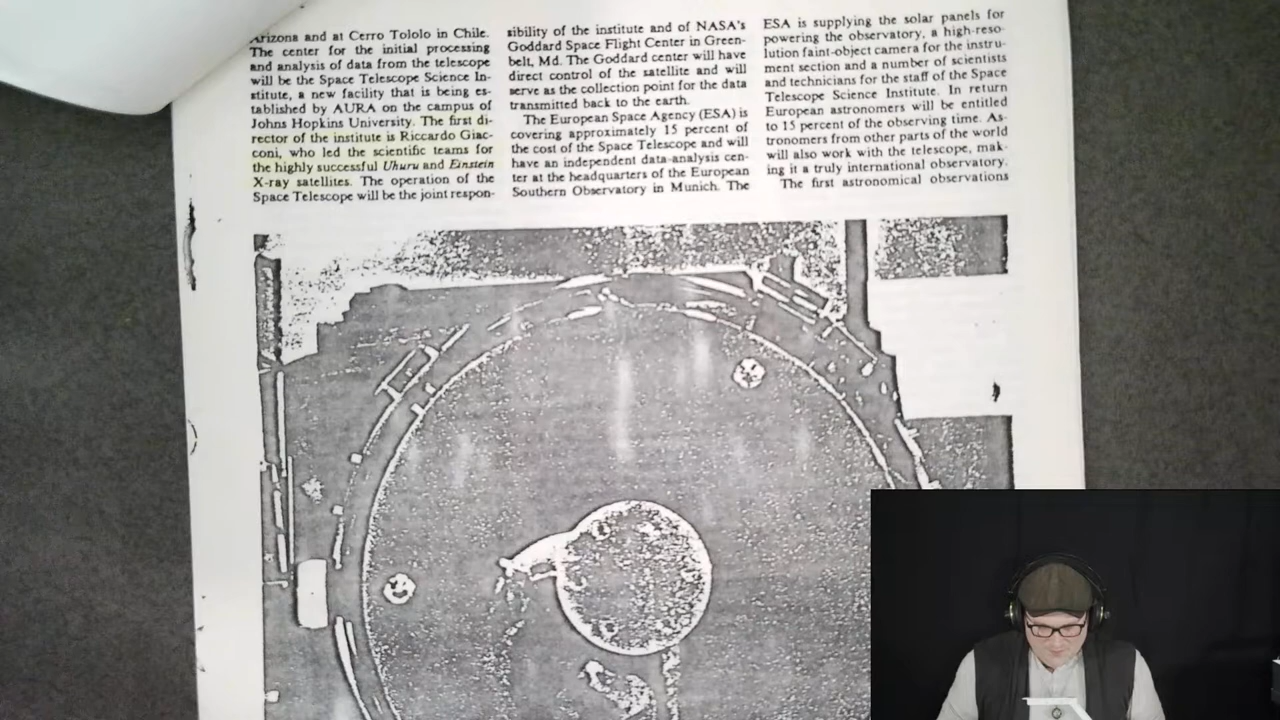 Arizona and at Cerro Tololo in Chile.
The center for the initial processing
and analysis of data from the telescope
will be the Space Telescope Science In-
stitute, a new facility that is being es-
tablished by AURA on the campus of
Johns Hopkins University. The first di-
rector of the institute is Riccardo Giac-
coni, who led the scientific teams for
the highly successful Uhuru and Einstein
X-ray satellites. The operation of the
Space Telescope will be the joint respon-
sibility of the institute and of NASA's
Goddard Space Flight Center in Green-
belt, Md. The Goddard center will have
direct control of the satellite and will
serve as the collection point for the data
transmitted back to the earth.
The European Space Agency (ESA) is
covering approximately 15 percent of
the cost of the Space Telescope and will
have an independent data-analysis cen-
ter at the headquarters of the European
Southern Observatory in Munich. The
ESA is supplying the solar panels for
powering the observatory, a high-reso-
lution faint-object camera for the instru-
ment section and a number of scientists
and technicians for the staff of the Space
Telescope Science Institute. In return
European astronomers will be entitled
to 15 percent of the observing time. As-
tronomers from other parts of the world
will also work with the telescope, mak-
ing it a truly international observatory.
The first astronomical observations